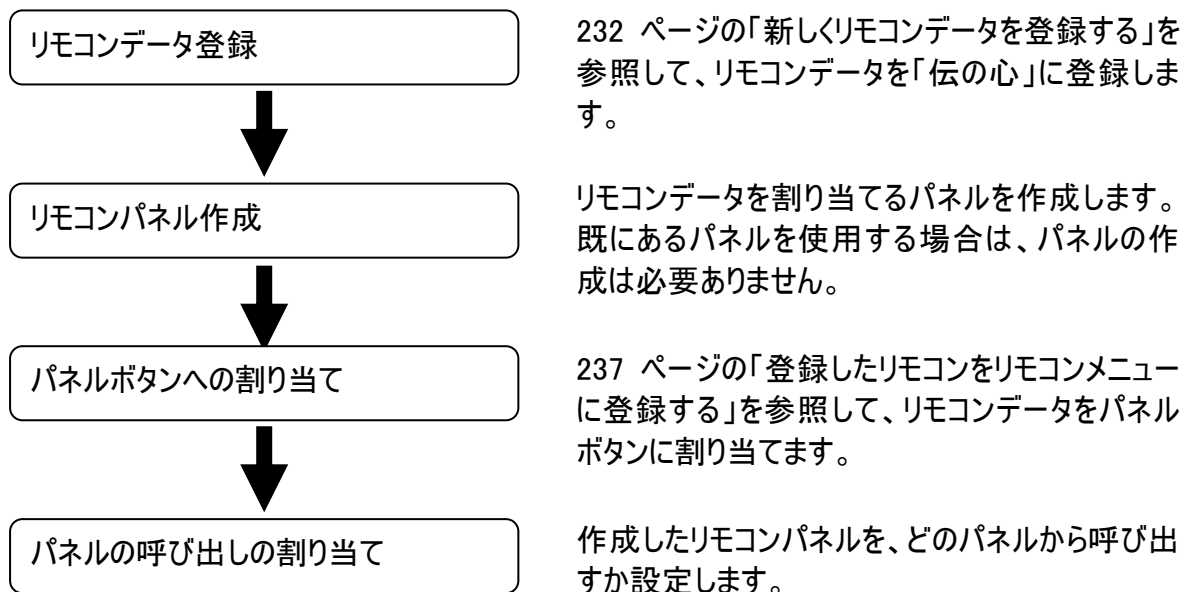 リモコンデータ登録
232 ページの「新しくリモコンデータを登録する」を
参照して、リモコンデータを「伝の心」に登録しま
す。
リモコンパネル作成
リモコンデータを割り当てるパネルを作成します。
既にあるパネルを使用する場合は、パネルの作
成は必要ありません。
パネルボタンへの割り当て
237 ページの「登録したリモコンをリモコンメニュー
に登録する」を参照して、リモコンデータをパネル
ボタンに割り当てます。
パネルの呼び出しの割り当て
作成したリモコンパネルを、どのパネルから呼び出
すか設定します。